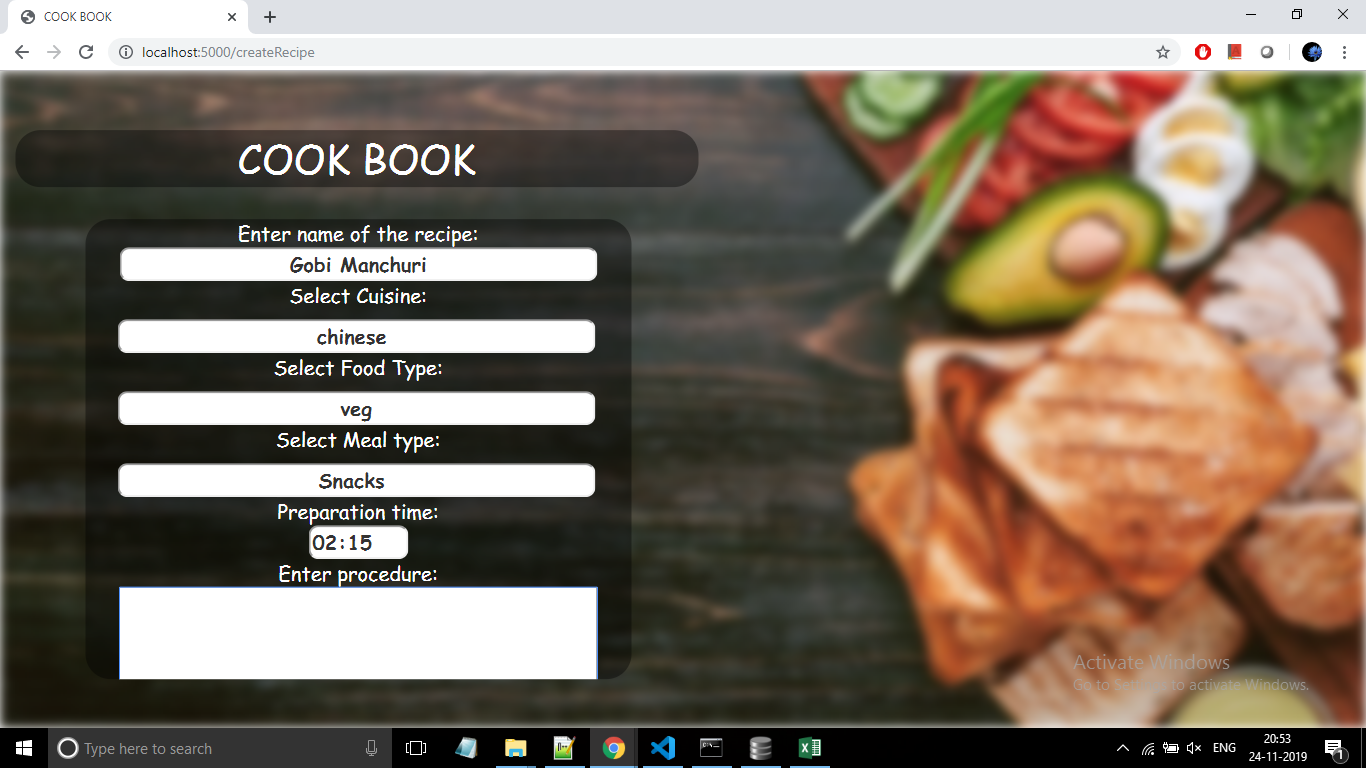 COOK BOOK
localhost:5000/createRecipe
COOK BOOK
Enter name of the recipe:
Gobi Manchuri
Select Cuisine:
chinese
Select Food Type:
veg
Select Meal type:
Snacks
Preparation time:
02:15
Enter procedure:
Activate Windows
Go to Settings to activate Windows.
Type here to search
ENG
20:53
24-11-2019
1